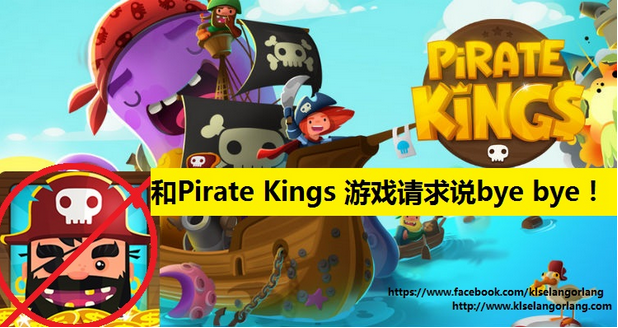 PiRATE
KiNGS
和Pirate Kings 游戏请求说bye bye！
https://www.facebook.com/klselangorlang
http://www.klselangorlang.com